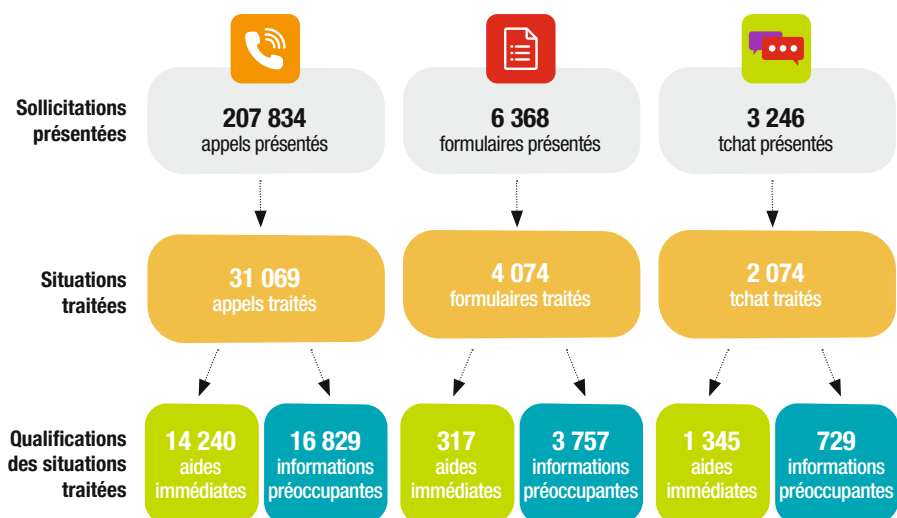 Sollicitations
présentées
207 834
appels présentés
6 368
formulaires présentés
3 246
tchat présentés
Situations
traitées
31 069
appels traités
4 074
formulaires traités
2 074
tchat traités
Qualifications
des situations
traitées
14 240
aides
immédiates
16 829
informations
préoccupantes
317
aides
immédiates
3 757
informations
préoccupantes
1 345
aides
immédiates
729
informations
préoccupantes